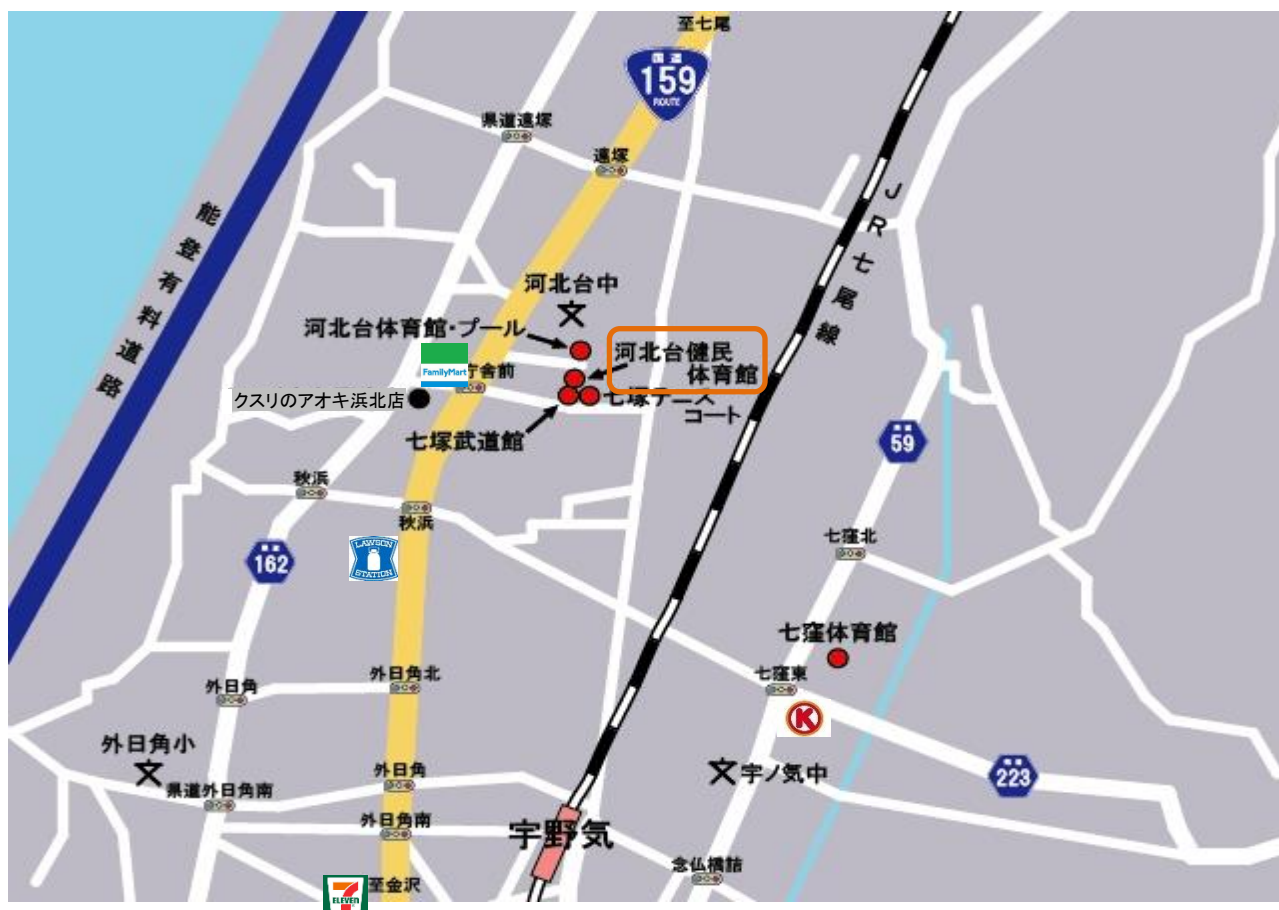 至七尾
国道
159
ROUTE
県道遠塚
遠塚
能登有料道路
JR七尾線
河北台中
河北台体育館・プール
河北台健民
体育館
FamilyMart
庁舎前
クスリのアオキ浜北店
七塚テニス
コート
七塚武道館
59
秋浜
秋浜
七窪北
LAWSON
STATION
162
七窪体育館
外日角北
七窪東
外日角
K
外日角小
外日角
宇ノ気中
223
県道外日角南
外日角南
宇野気
念仏橋詰
至金沢
7
ELEVEN